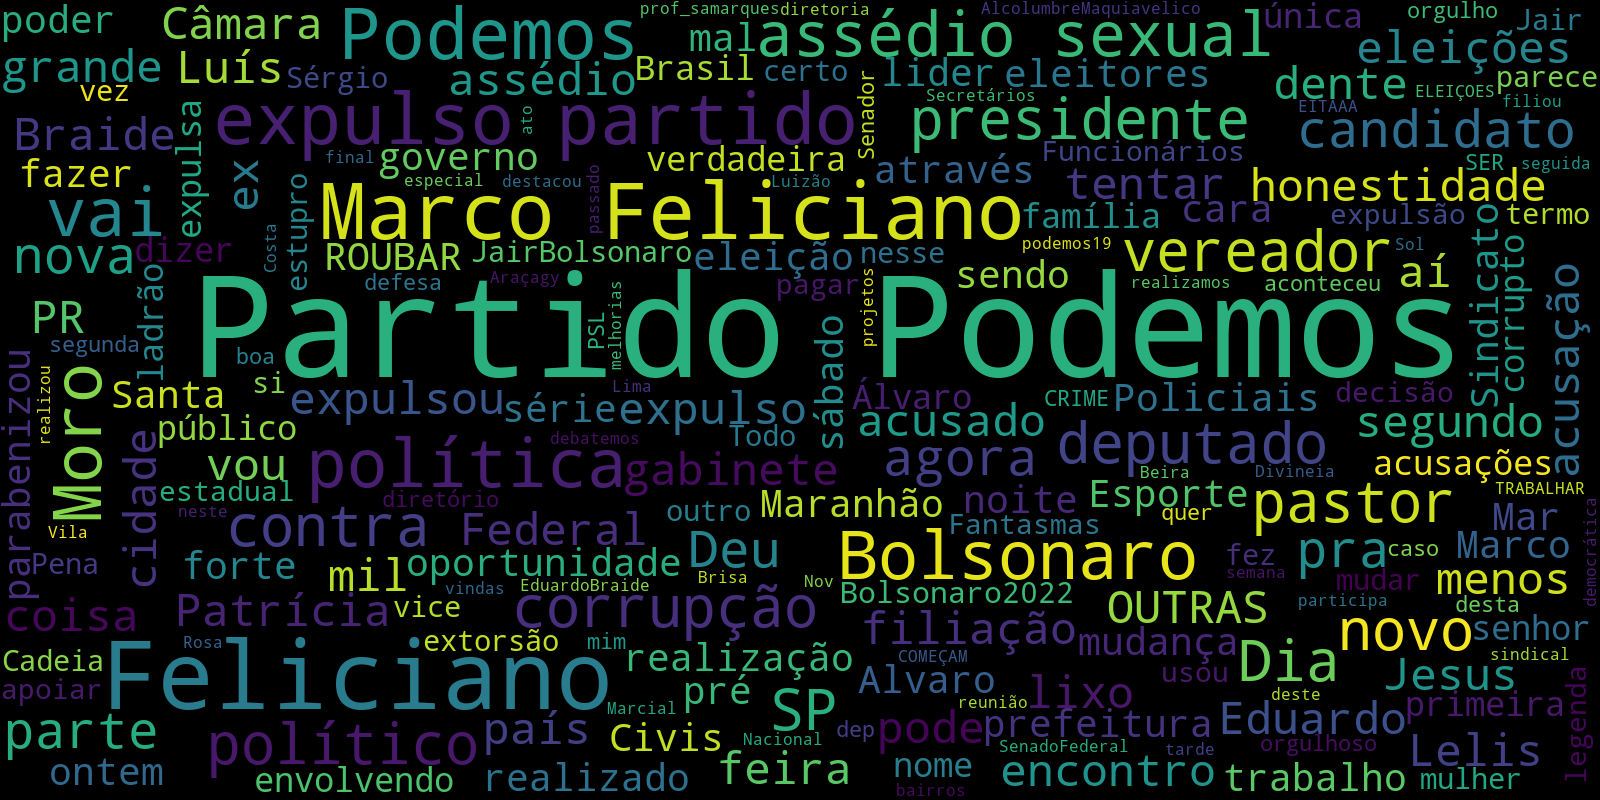 poder
Câmara
Podemos
prof_samarques
diretoria
AlcolumbreMaquiavelico
única
orgulho
Jair
grande
Luís
Sérgio
assédio
mal
Brasil
assédio sexual
certo
lider
eleitores
eleições
vez
expulso
ato
partido
Senador
Secretários
presidente
dente
ELEIÇOES
parece
filiou
EITAAA
candidato
Braide
expulsa
ex
final
governo
especial
destacou
verdadeira
passado
Luizão
através
Funcionários
SER
seguida
fazer
tentar
honestidade
vai
estupro
Marco Feliciano
família
cara
expulsão
termo
nova
dizer
Costa
ROUBAR
JairBolsonaro
eleição
nesse
podemos19
vereador
Sol
ladrão
defesa
Araçagy
pagar
projetos
sendo
realizamos
aconteceu
aí
Sindicato
corrupto
acusação
PR
Partido Podemos
PSL
melhorias
segunda
boa
sábado
parabenizou
realizou
Moro
Santa
si
expulsou
série
Lima
expulso
Álvaro
CRIME
Policiais
decisão
público
cidade
vou
política
debatemos
Todo
acusado
agora
deputado
segundo
gabinete
Beira
Divineia
acusações
estadual
diretório
neste
outro
Maranhão
noite
Esporte
quer
pastor
TRABALHAR
Vila
contra
Federal
Fantasmas
Mar
democrática
Pena
forte
mil
oportunidade
Deu
Bolsonaro
fez
semana
pra
caso
Marco
vindas
EduardoBraide
Brisa
Nov
mudar
menos
coisa
Patrícia
vice
corrupção
Bolsonaro2022
OUTRAS
participa
desta
Cadeia
Feliciano
Rosa
extorsão
mim
realização
filiação
COMEÇAM
mudança
Dia
novo
senhor
sindical
apoiar
Marcial
pré
SP
Alvaro
reunião
lixo
usou
deste
Jesus
primeira
legenda
parte
político
país
Civis
Nacional
dep
pode
prefeitura
SenadoFederal
tarde
Eduardo
orgulhoso
Lelis
ontem
envolvendo
realizado
feira
nome
bairros
encontro
trabalho
mulher